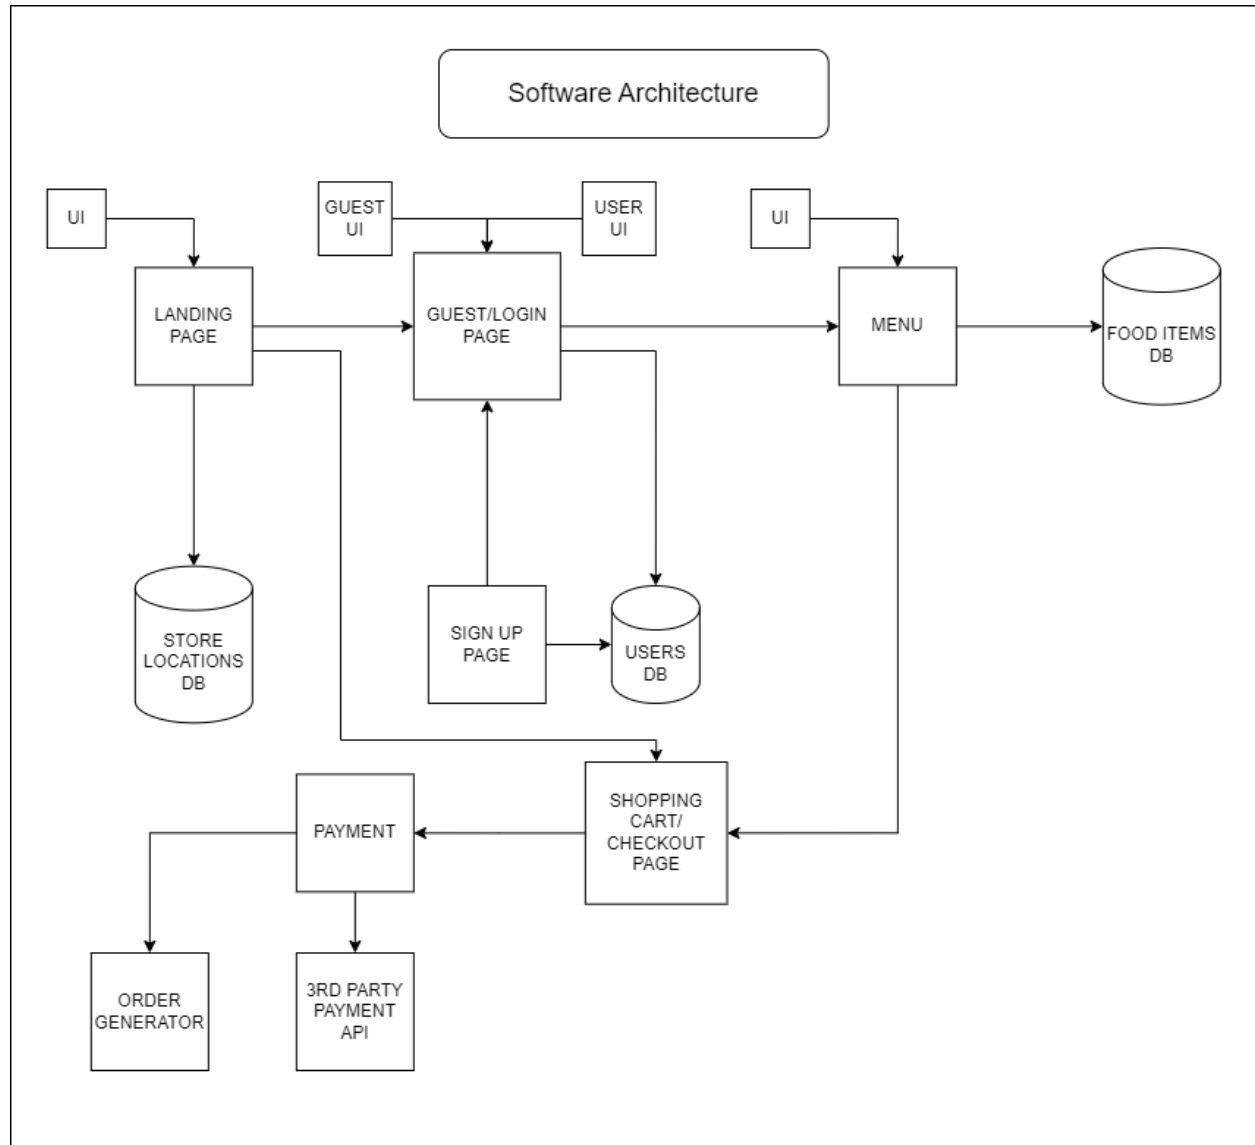 Software Architecture
UI
GUEST
UI
USER
UI
UI
LANDING
PAGE
GUEST/LOGIN
PAGE
MENU
FOOD ITEMS
DB
STORE
LOCATIONS
DB
SIGN UP
PAGE
USERS
DB
PAYMENT
SHOPPING
CART/
CHECKOUT
PAGE
ORDER
GENERATOR
3RD PARTY
PAYMENT
API